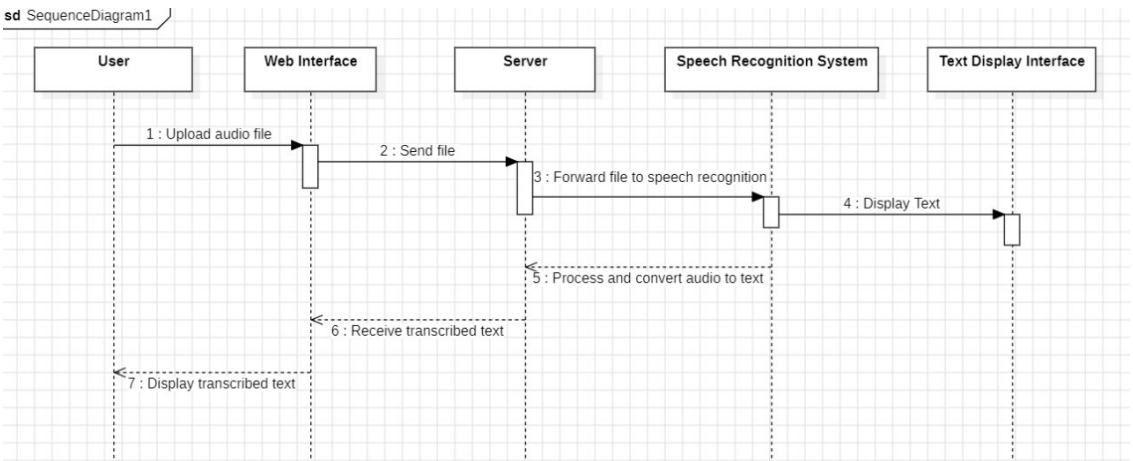 sd SequenceDiagram1
User
Web Interface
Server
Speech Recognition System
Text Display Interface
1 : Upload audio file
2 : Send file
3 : Forward file to speech recognition
4 : Display Text
5 : Process and convert audio to text
6 : Receive transcribed text
7 : Display transcribed text